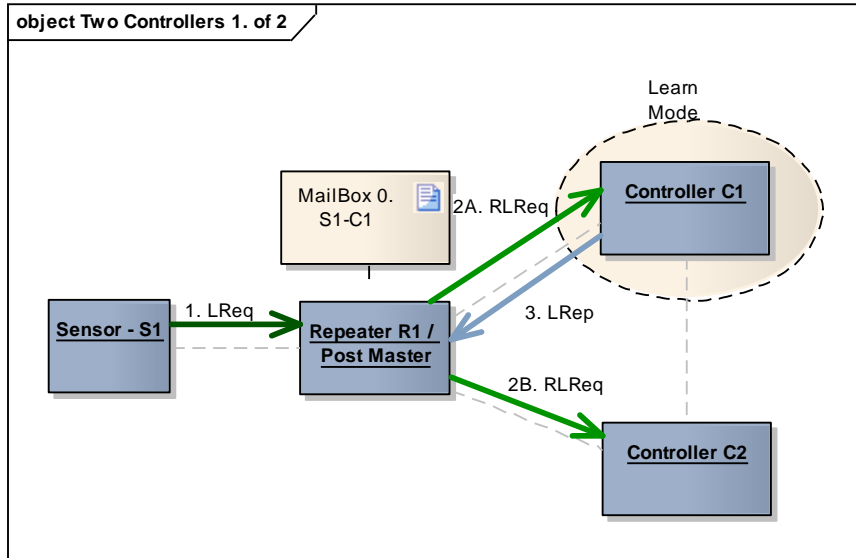 object Two Controllers 1. of 2
Learn
Mode
MailBox 0.
S1-C1
2A. RLReq
Controller C1
1. LReq
3. LRep
Sensor - S1
Repeater R1 /
Post Master
2B. RLReq
Controller C2